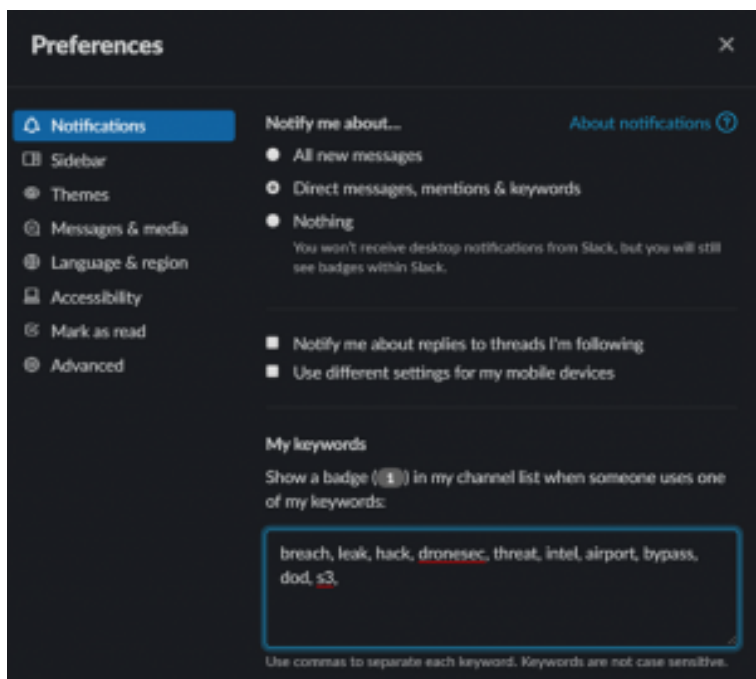 Preferences
Notifications
Sidebar
Themes
Messages & media
Language & region
Accessibility
Mark as read
Advanced
Notify me about...
About notifications
All new messages
Direct messages, mentions & keywords
Nothing
You won't receive desktop notifications from Slack, but you will still
see badges within Slack.
Notify me about replies to threads I'm following
Use different settings for my mobile devices
My keywords
Show a badge ( 1 ) in my channel list when someone uses one
of my keywords:
breach, leak, hack, dronesec, threat, intel, airport, bypass,
dod, s3,
Use commas to separate each keyword. Keywords are not case sensitive.